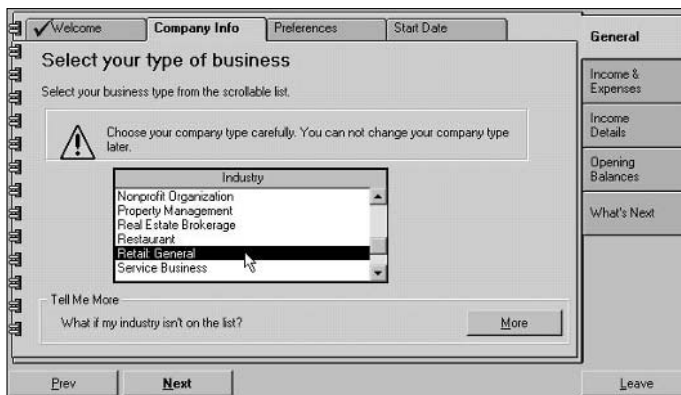 Welcome
Company Info
Preferences
Start Date
General
Select your type of business
Select your business type from the scrollable list.
Income &
Expenses
Choose your company type carefully. You can not change your company type
later.
Income
Details
Industry
Nonprofit Organization
Property Management
Real Estate Brokerage
Restaurant
Retail: General
Service Business
Opening
Balances
What's Next
Tell Me More
What if my industry isn't on the list?
More
Prev
Next
Leave